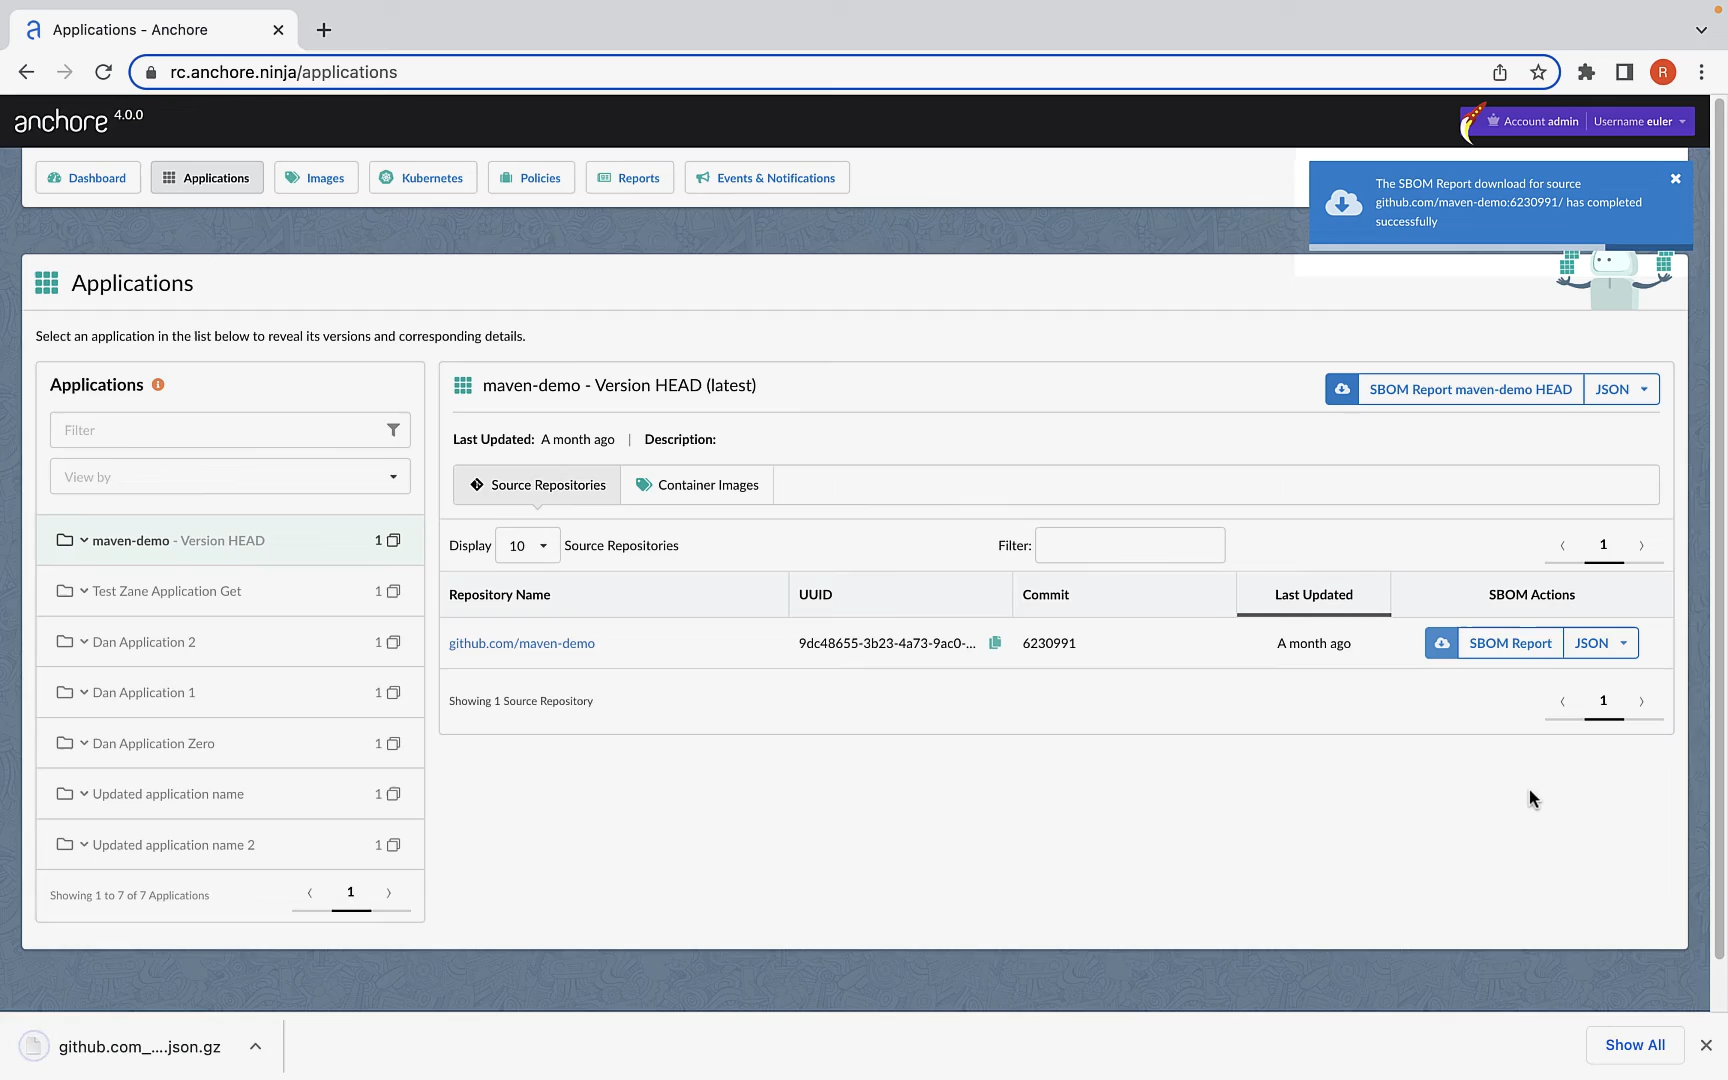 Applications - Anchore
rc.anchore.ninja/applications
R
anchore 4.0.0
Account admin Username euler
Dashboard Applications Images Kubernetes Policies Reports Events & Notifications
The SBOM Report download for source
github.com/maven-demo:6230991/ has completed
successfully
Applications
Select an application in the list below to reveal its versions and corresponding details.
Applications
Filter
View by
maven-demo - Version HEAD 1
Test Zane Application Get 1
Dan Application 2 1
Dan Application 1 1
Dan Application Zero 1
Updated application name 1
Updated application name 2 1
Showing 1 to 7 of 7 Applications 1
maven-demo - Version HEAD (latest)
SBOM Report maven-demo HEAD JSON
Last Updated: A month ago | Description:
Source Repositories Container Images
Display 10 Source Repositories Filter: 1
Repository Name UUID Commit Last Updated SBOM Actions
github.com/maven-demo 9dc48655-3b23-4a73-9ac0-... 6230991 A month ago SBOM Report JSON
Showing 1 Source Repository 1
github.com_....json.gz
Show All